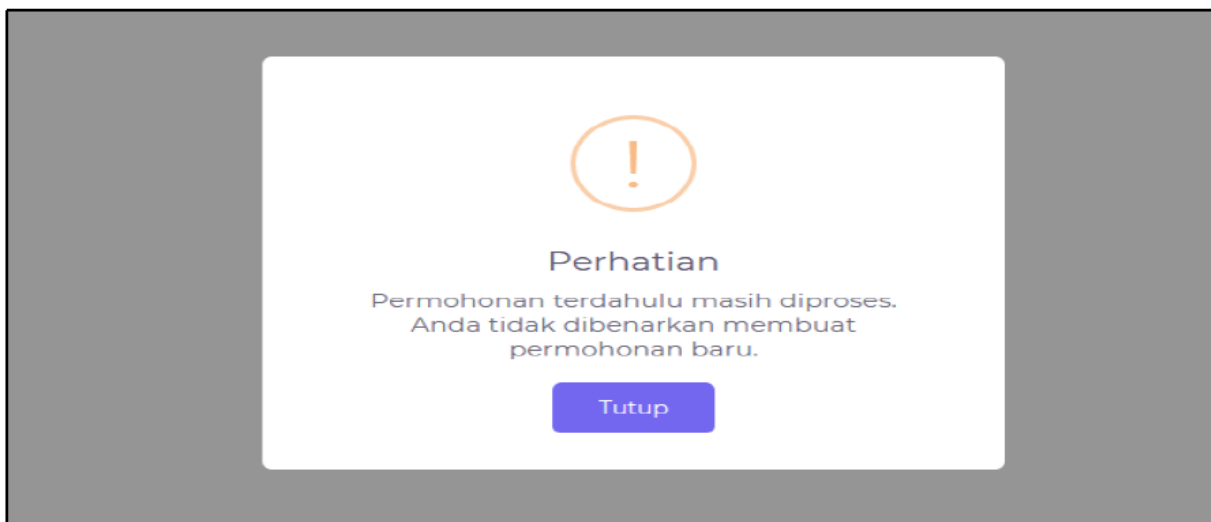 !
Perhatian
Permohonan terdahulu masih diproses.
Anda tidak dibenarkan membuat
permohonan baru.
Tutup